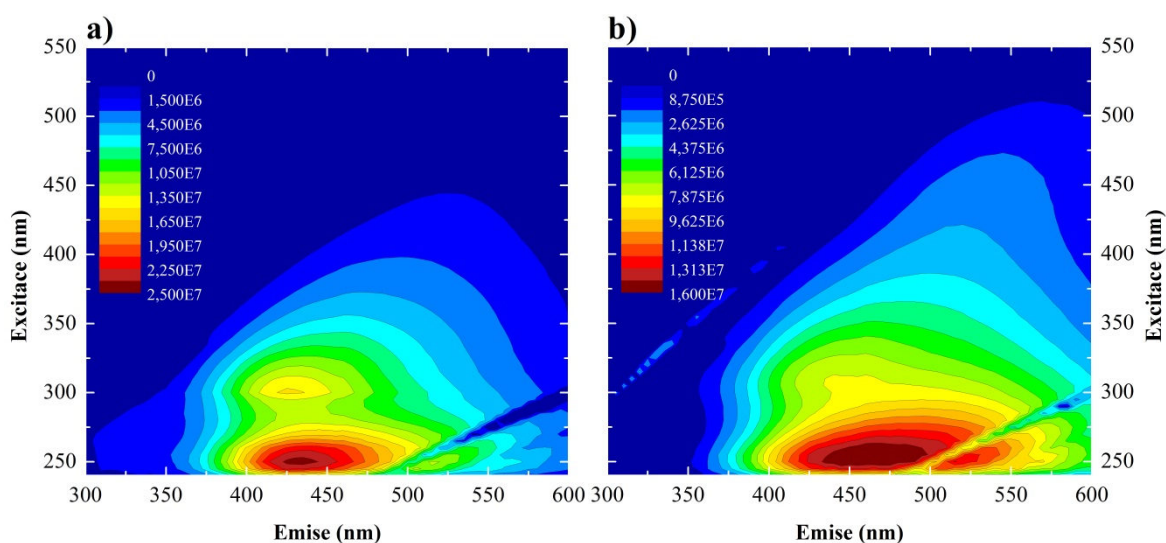 a)
550
500
450
400
350
300
250
Excitace (nm)
0
1,500E6
4,500E6
7,500E6
1,050E7
1,350E7
1,650E7
1,950E7
2,250E7
2,500E7
300 350 400 450 500 550 600
Emise (nm)
b)
0
8,750E5
2,625E6
4,375E6
6,125E6
7,875E6
9,625E6
1,138E7
1,313E7
1,600E7
300 350 400 450 500 550 600
Emise (nm)
550
500
450
400
350
300
250
Excitace (nm)